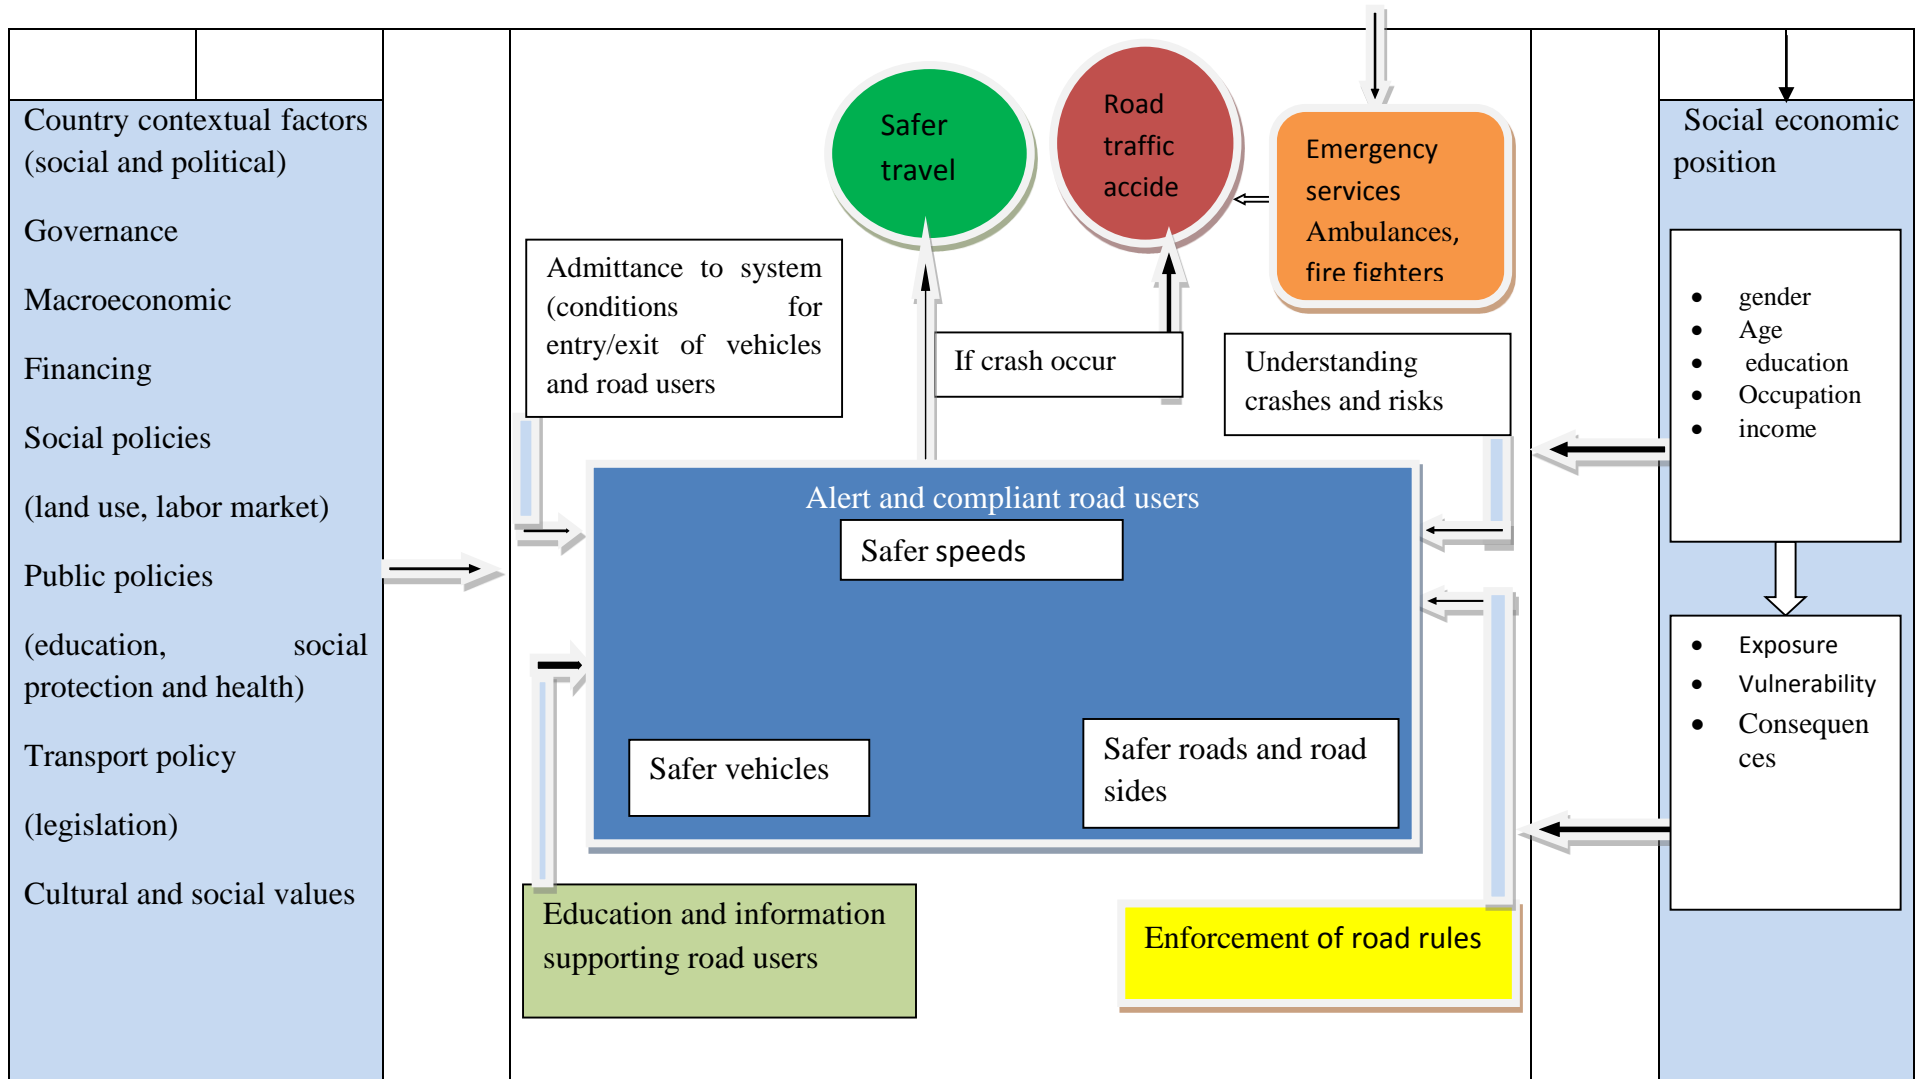 Country contextual factors
(social and political)
Governance
Macroeconomic
Financing
Social policies
(land use, labor market)
Public policies
(education, social
protection and health)
Transport policy
(legislation)
Cultural and social values
Safer
travel
Road
traffic
accide
Emergency
services
Ambulances,
fire fighters
Admittance to system
(conditions for
entry/exit of vehicles
and road users
If crash occur
Understanding
crashes and risks
Alert and compliant road users
Safer speeds
Safer vehicles
Safer roads and road
sides
Education and information
supporting road users
Enforcement of road rules
Social economic
position
• gender
• Age
• education
• Occupation
• income
• Exposure
• Vulnerability
• Consequen
ces